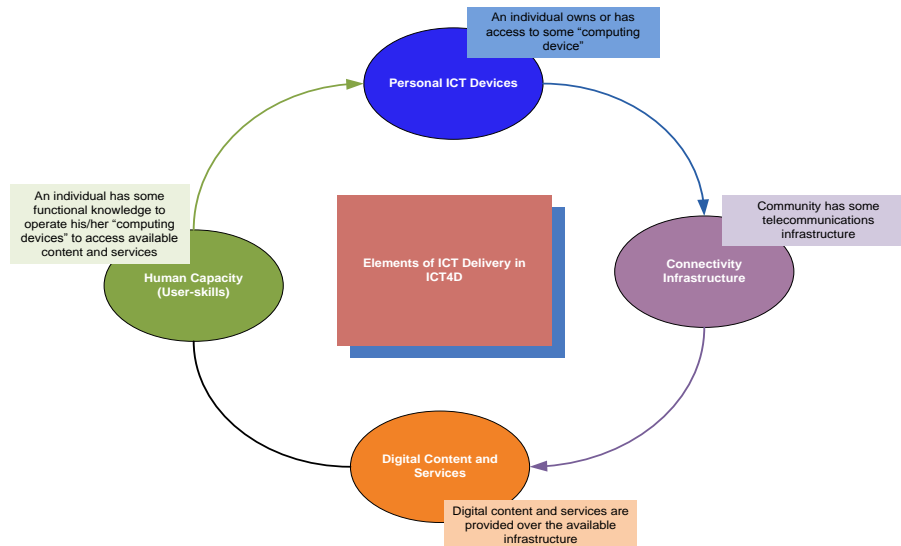 An individual owns or has
access to some “computing
device”
Personal ICT Devices
An individual has some
functional knowledge to
operate his/her “computing
devices” to access available
content and services
Community has some
telecommunications
infrastructure
Elements of ICT Delivery in
ICT4D
Human Capacity
(User-skills)
Connectivity
Infrastructure
Digital Content and
Services
Digital content and services are
provided over the available
infrastructure